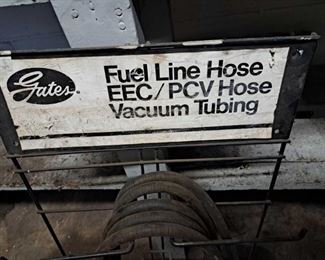 Gates
Fuel Line Hose
EEC/PCV Hose
Vacuum Tubing